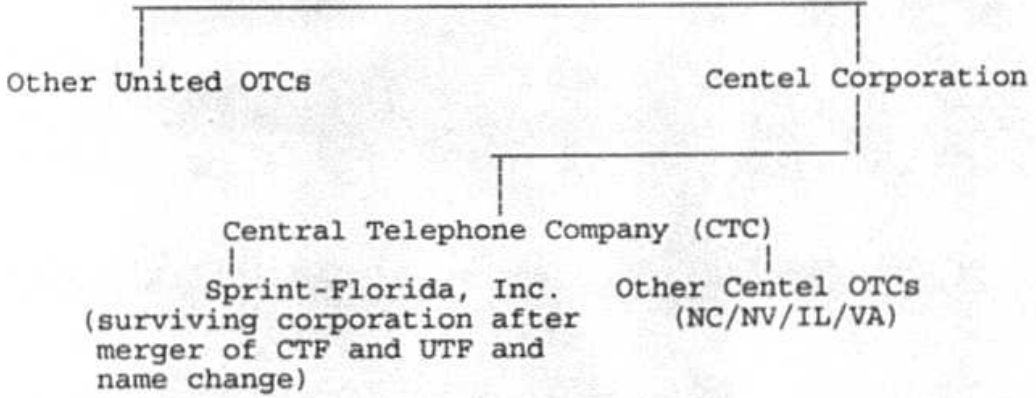 Other United OTCs
Centel Corporation
Central Telephone Company (CTC)
Sprint-Florida, Inc.
(surviving corporation after
merger of CTF and UTF and
name change)
Other Centel OTCs
(NC/NV/IL/VA)